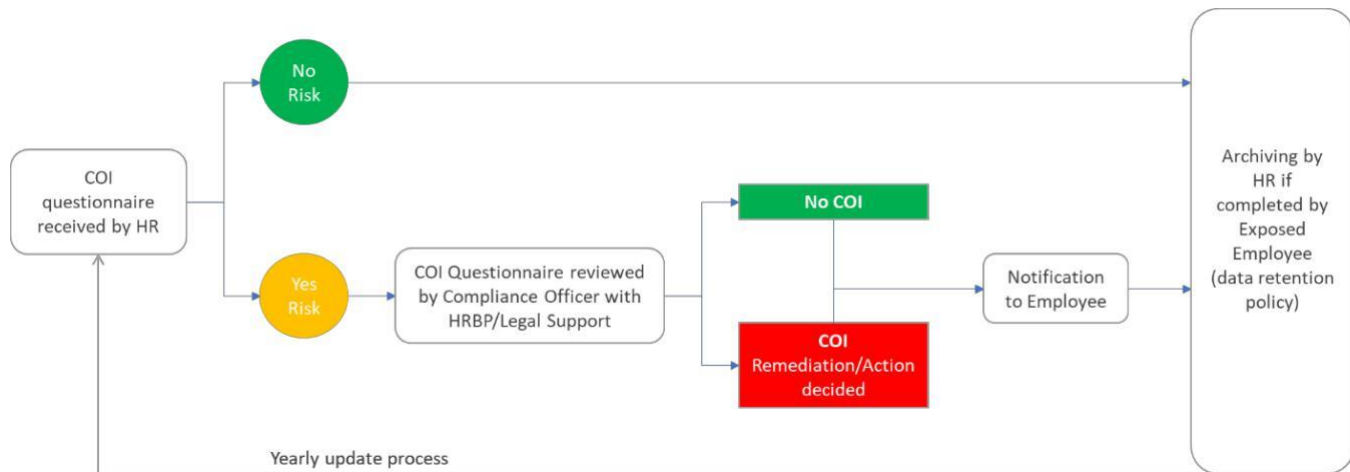 No
Risk
COI
questionnaire
received by HR
Yes
Risk
COI Questionnaire reviewed
by Compliance Officer with
HRBP/Legal Support
No COI
COI
Remediation/Action
decided
Notification
to Employee
Archiving by
HR if
completed by
Exposed
Employee
(data retention
policy)
Yearly update process